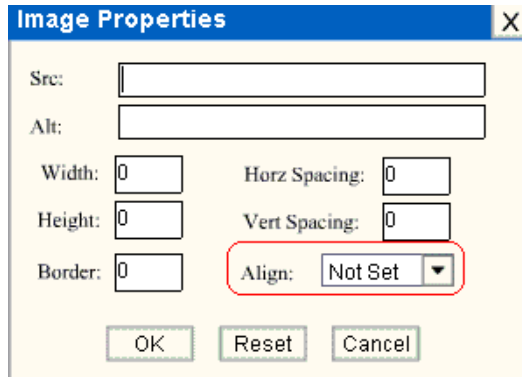 Image Properties X
Src:
Alt:
Width: 0 Horz Spacing: 0
Height: 0 Vert Spacing: 0
Border: 0 Align: Not Set
OK Reset Cancel